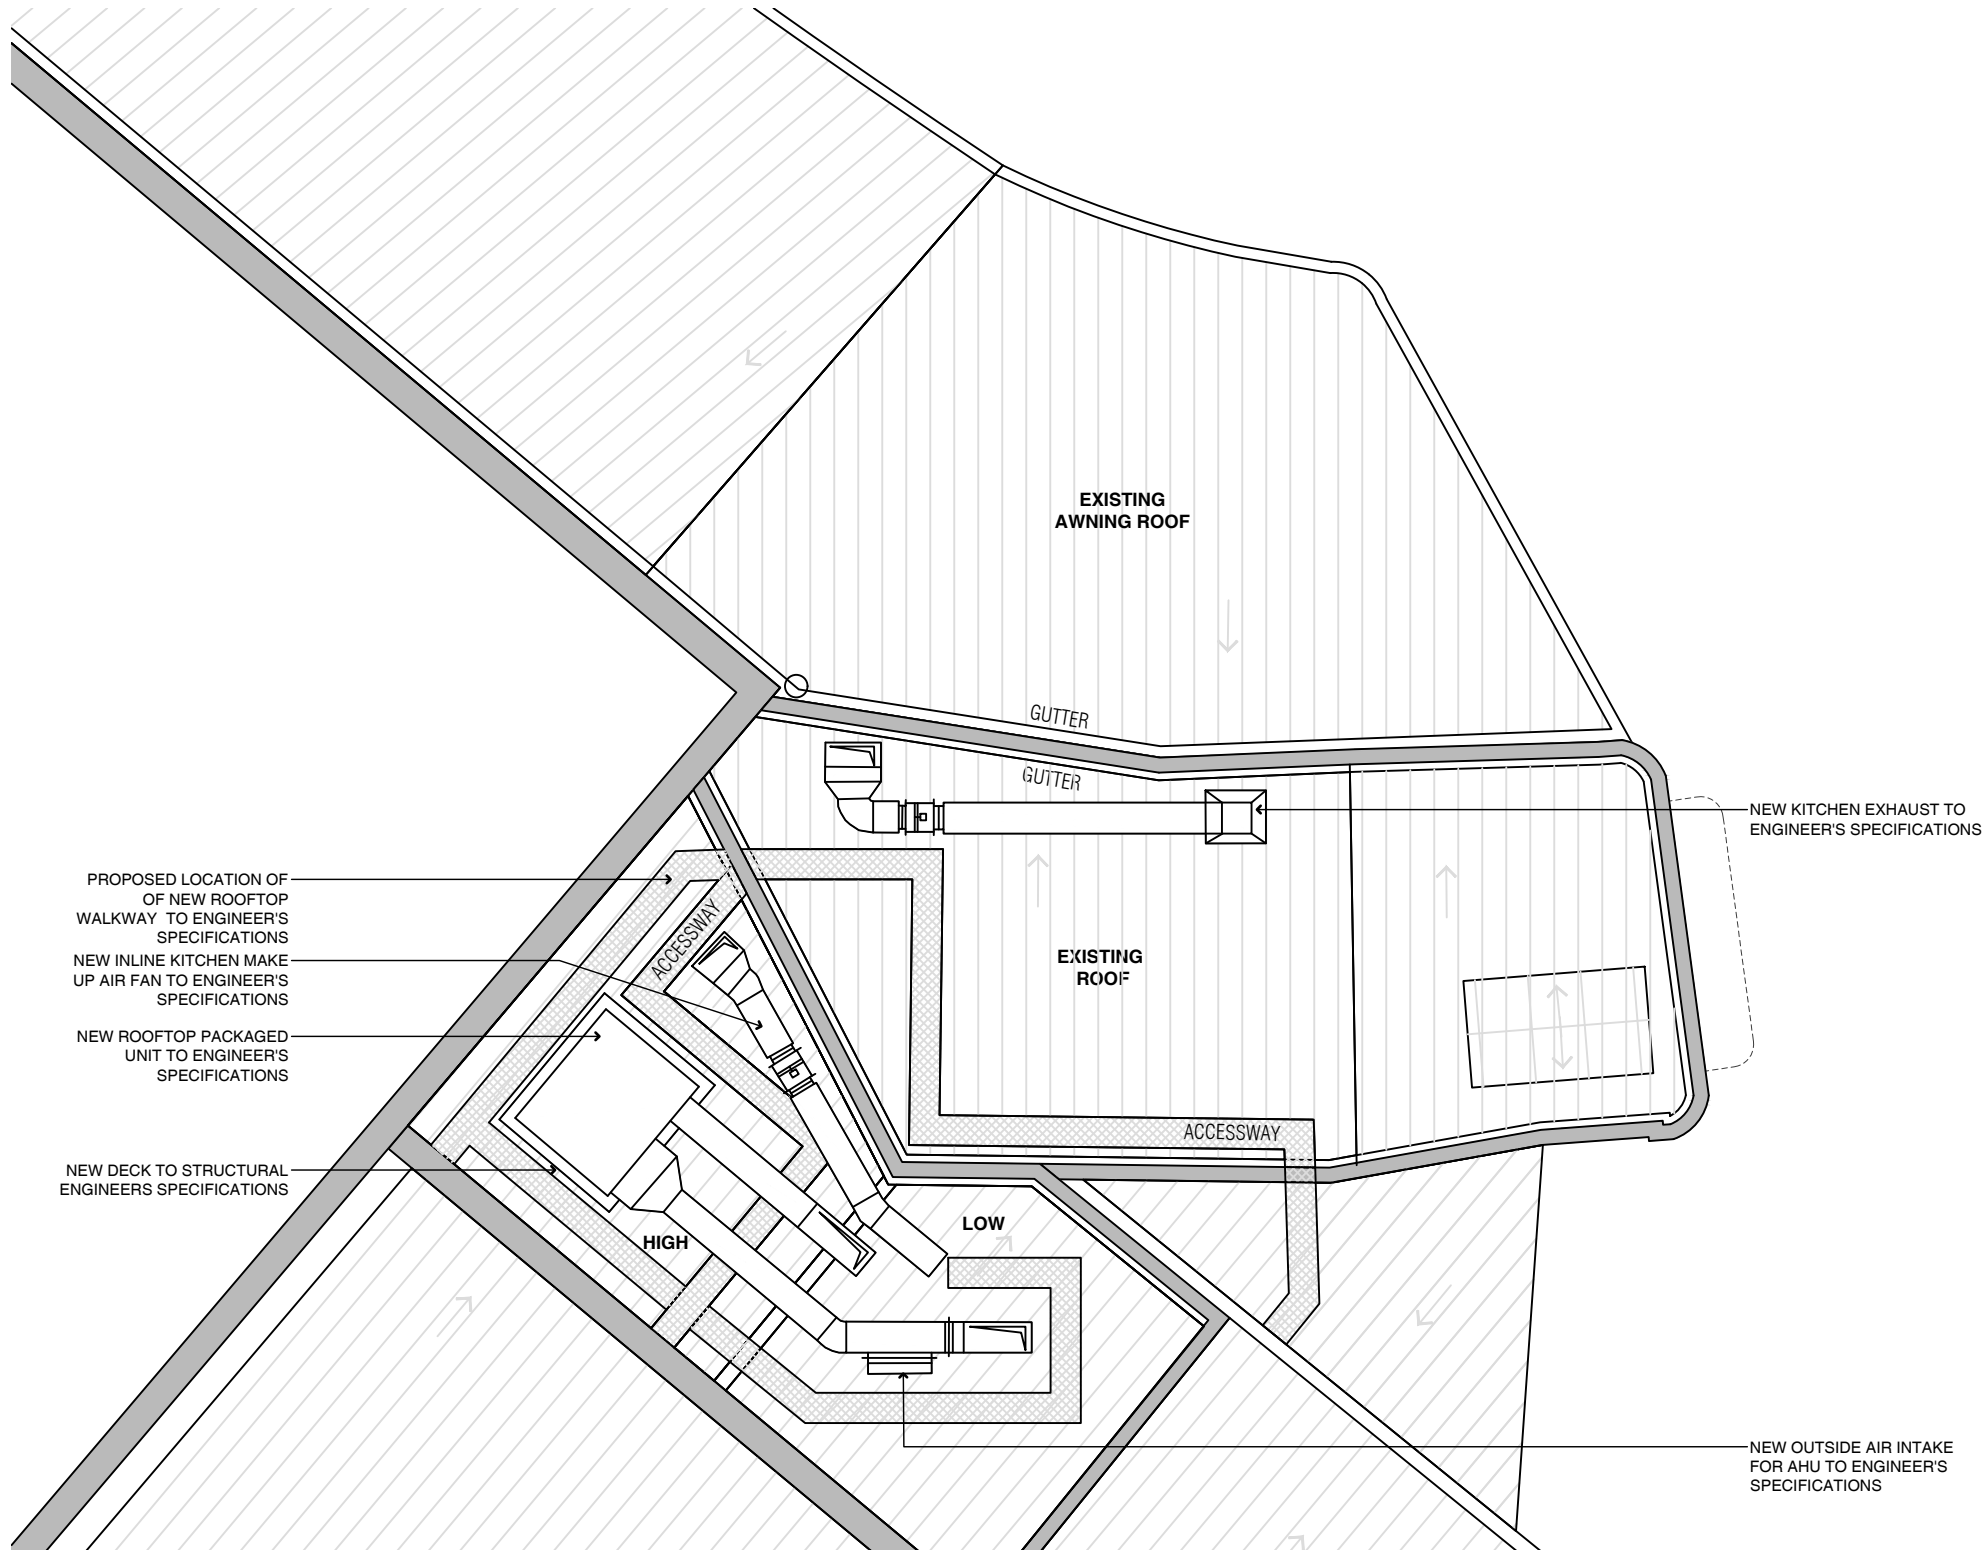 EXISTING
AWNING ROOF
GUTTER
GUTTER
NEW KITCHEN EXHAUST TO
ENGINEER'S SPECIFICATIONS
PROPOSED LOCATION OF
OF NEW ROOFTOP
WALKWAY TO ENGINEER'S
SPECIFICATIONS
ACCESSWAY
NEW INLINE KITCHEN MAKE
UP AIR FAN TO ENGINEER'S
SPECIFICATIONS
EXISTING
ROOF
NEW ROOFTOP PACKAGED
UNIT TO ENGINEER'S
SPECIFICATIONS
ACCESSWAY
NEW DECK TO STRUCTURAL
ENGINEERS SPECIFICATIONS
LOW
HIGH
NEW OUTSIDE AIR INTAKE
FOR AHU TO ENGINEER'S
SPECIFICATIONS